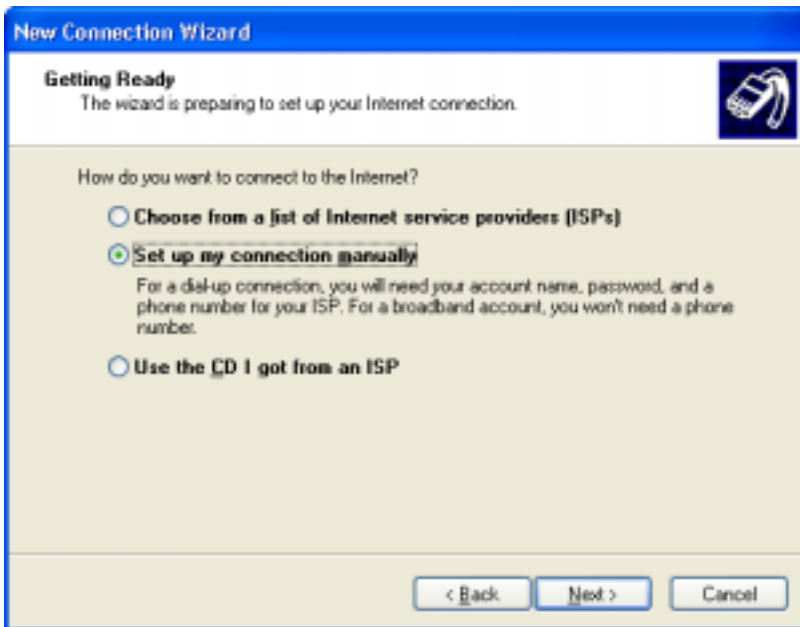 New Connection Wizard
Getting Ready
The wizard is preparing to set up your Internet connection.
How do you want to connect to the Internet?
Choose from a list of Internet service providers (ISPs)
Set up my connection manually
For a dial-up connection, you will need your account name, password, and a
phone number for your ISP. For a broadband account, you won't need a phone
number.
Use the CD I got from an ISP
< Back
Next >
Cancel